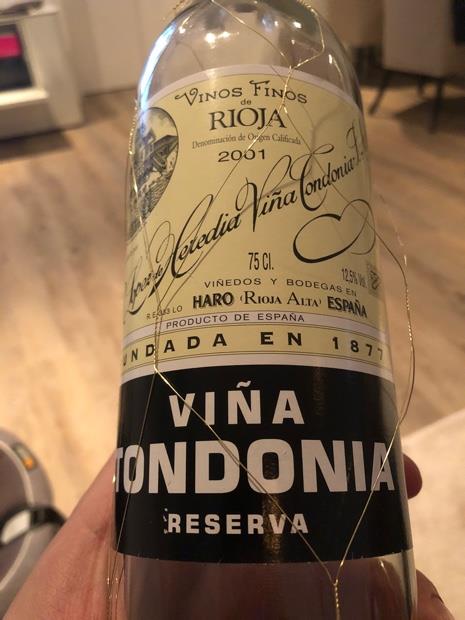 VINOS FINOS
de
RIOJA
Denominación de Origen Calificada
2001
López de Heredia Viña Tondonia
75 Cl.
12,5% Vol.
VIÑEDOS Y BODEGAS EN
HARO (RIOJA ALTA) ESPAÑA
PRODUCTO DE ESPAÑA
UNDADA EN 1877
VIÑA
TONDONIA
RESERVA